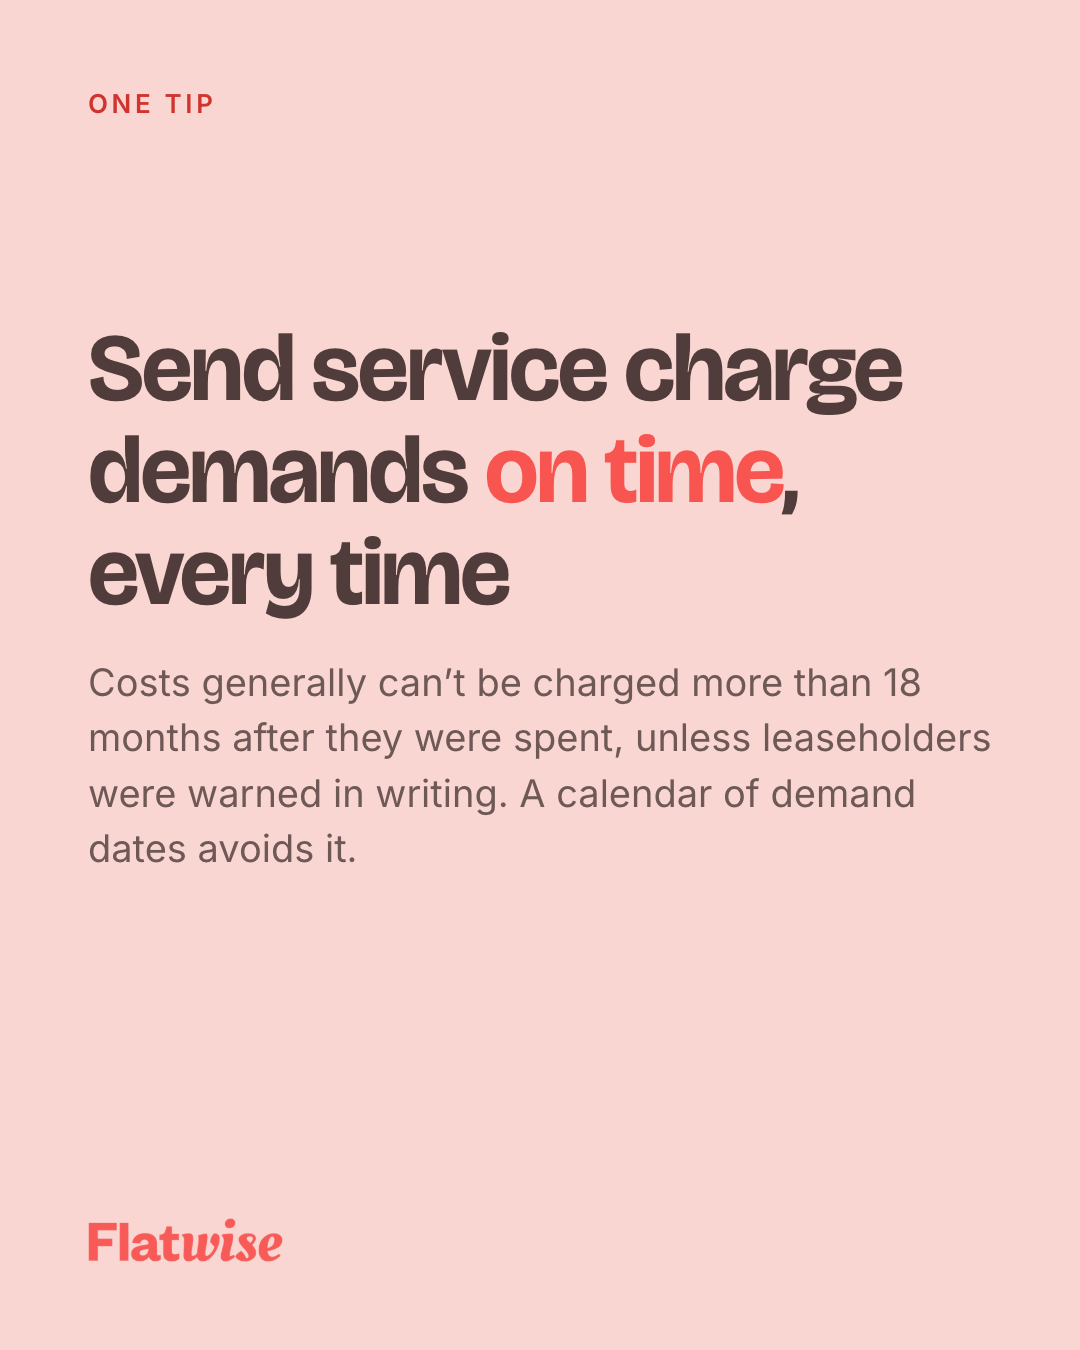 ONE TIP
Send service charge
demands on time,
every time
Costs generally can’t be charged more than 18
months after they were spent, unless leaseholders
were warned in writing. A calendar of demand
dates avoids it.
Flatwise